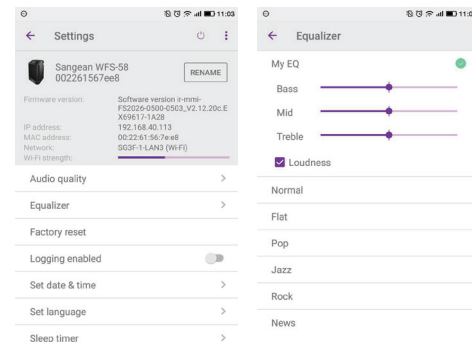 11:03
Settings
Sangean WFS-58
002261567ee8
RENAME
Firmware version:
Software version ir-mmi-
FS2026-0500-0503_V2.12.20c.E
X69617-1A28
IP address:
192.168.40.113
MAC address:
00:22:61:56:7e:e8
Network:
SG3F-1-LAN3 (Wi-Fi)
Wi-Fi strength:
Audio quality
Equalizer
Factory reset
Logging enabled
Set date & time
Set language
Sleep timer
11:0
Equalizer
My EQ
Bass
Mid
Treble
Loudness
Normal
Flat
Pop
Jazz
Rock
News